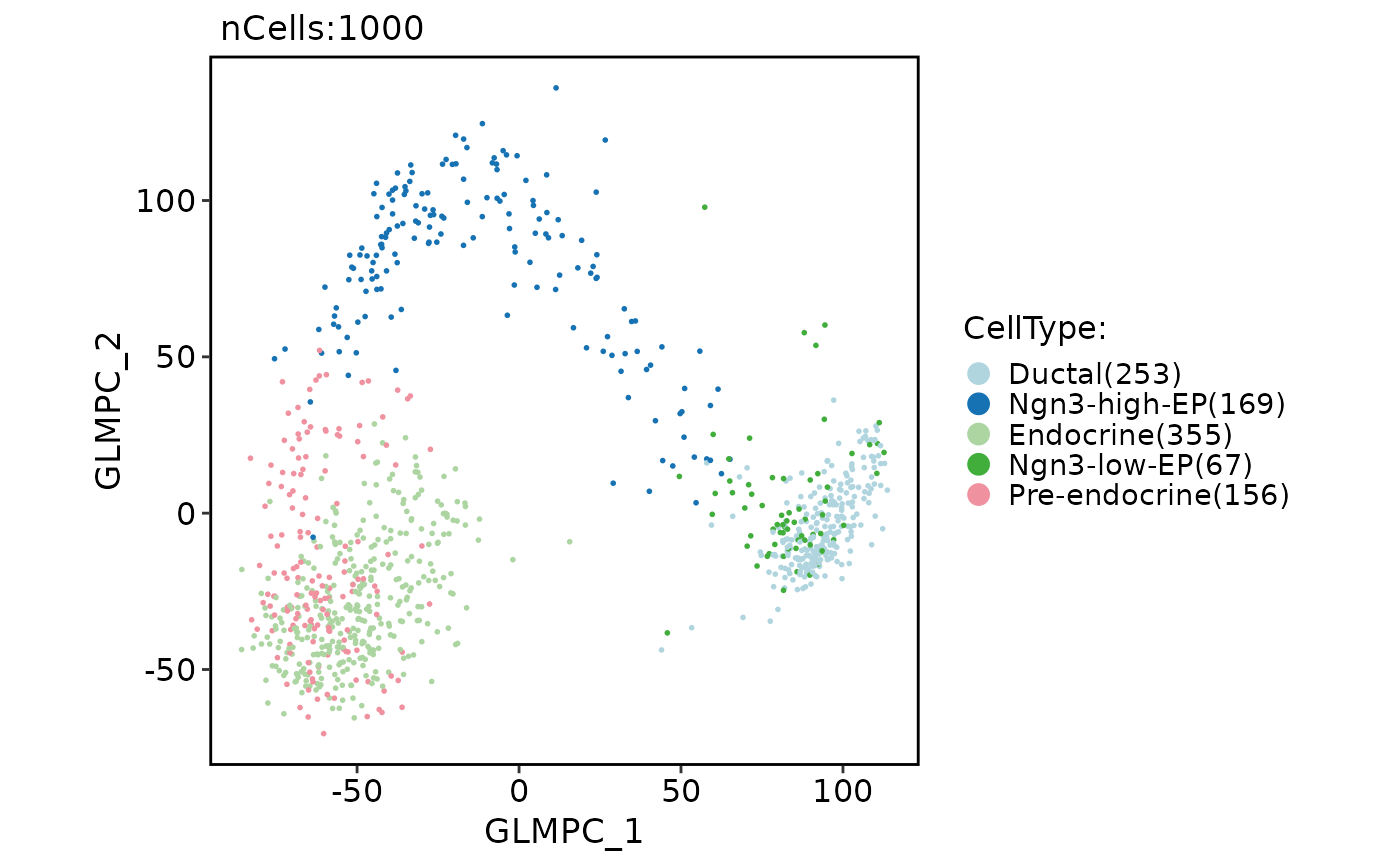 nCells:1000
100
50
0
-50
GLMPC_2
-50
0
50
100
GLMPC_1
CellType:
Ductal(253)
Ngn3-high-EP(169)
Endocrine(355)
Ngn3-low-EP(67)
Pre-endocrine(156)